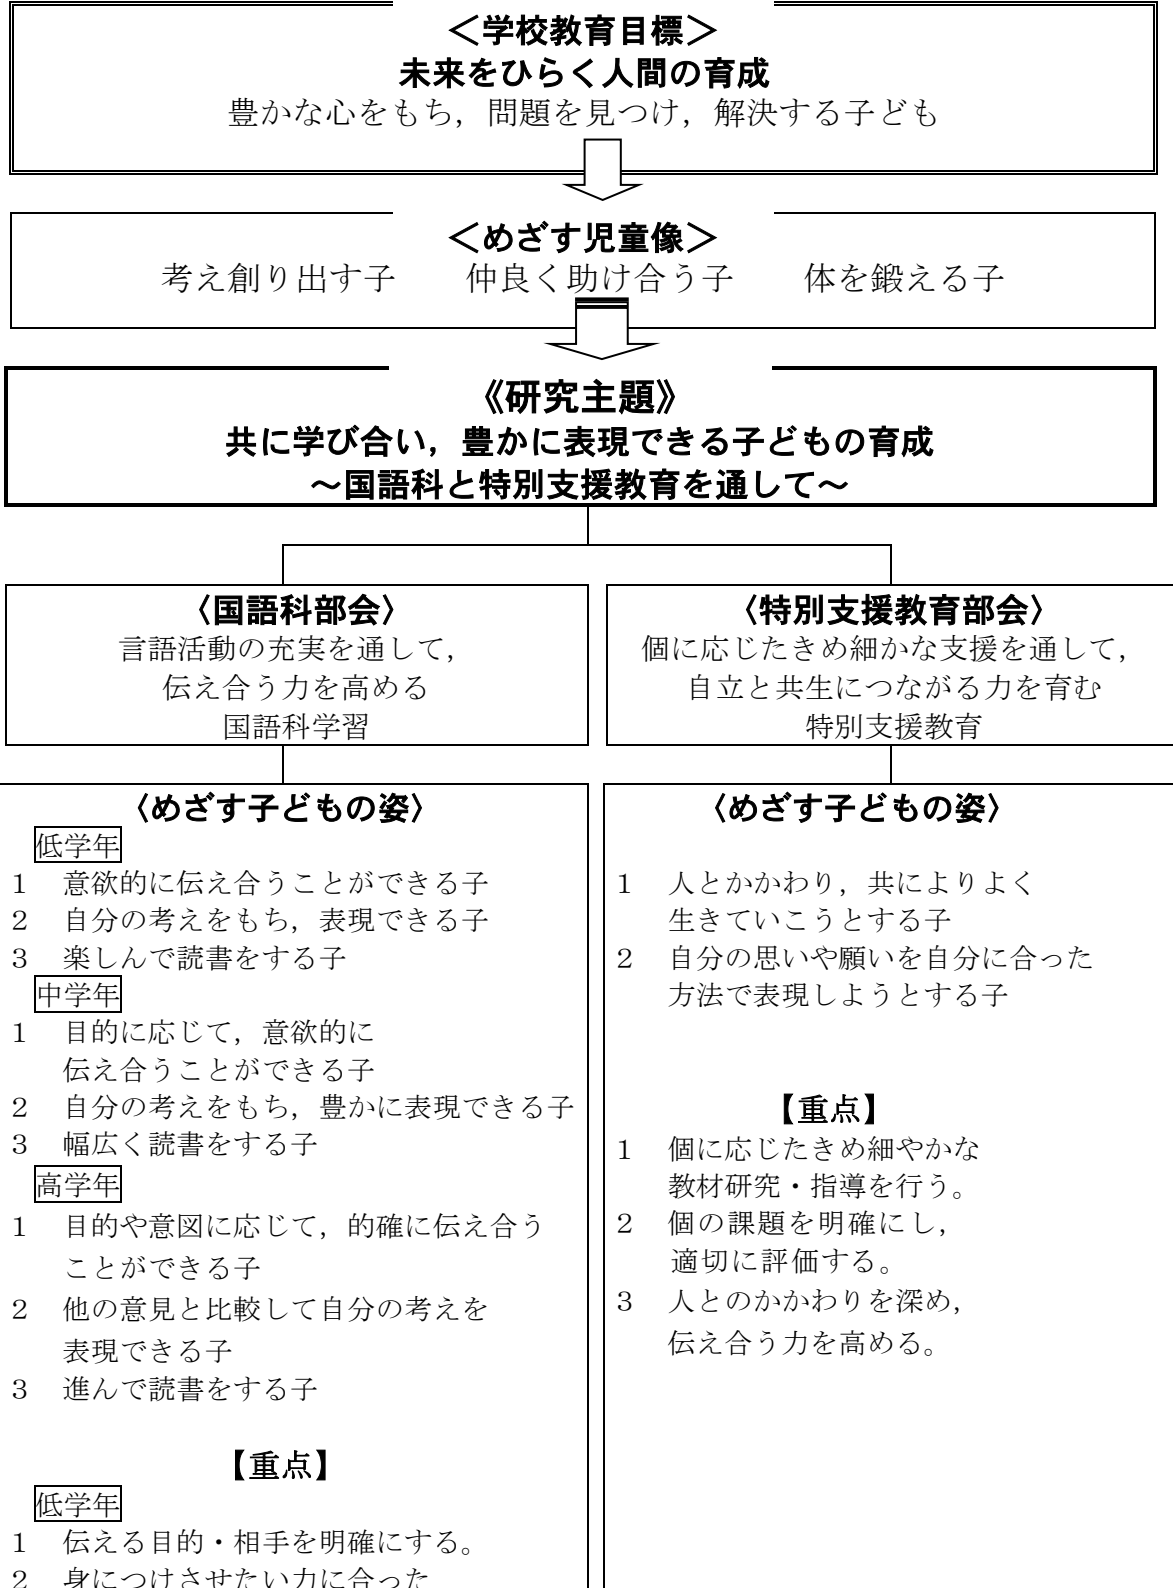 ＜学校教育目標＞
未来をひらく人間の育成
豊かな心をもち，問題を見つけ，解決する子ども
＜めざす児童像＞
考え創り出す子　　仲良く助け合う子　　体を鍛える子
《研究主題》
共に学び合い，豊かに表現できる子どもの育成
～国語科と特別支援教育を通して～
〈国語科部会〉
言語活動の充実を通して，
伝え合う力を高める
国語科学習
〈特別支援教育部会〉
個に応じたきめ細かな支援を通して，
自立と共生につながる力を育む
特別支援教育
〈めざす子どもの姿〉
低学年
１　意欲的に伝え合うことができる子
２　自分の考えをもち，表現できる子
３　楽しんで読書をする子
中学年
１　目的に応じて，意欲的に
伝え合うことができる子
２　自分の考えをもち，豊かに表現できる子
３　幅広く読書をする子
高学年
１　目的や意図に応じて，的確に伝え合う
ことができる子
２　他の意見と比較して自分の考えを
表現できる子
３　進んで読書をする子
【重点】
低学年
１　伝える目的・相手を明確にする。
２　身につけさせたい力に合った
〈めざす子どもの姿〉
１　人とかかわり，共によりよく
生きていこうとする子
２　自分の思いや願いを自分に合った
方法で表現しようとする子
【重点】
１　個に応じたきめ細やかな
教材研究・指導を行う。
２　個の課題を明確にし，
適切に評価する。
３　人とのかかわりを深め，
伝え合う力を高める。